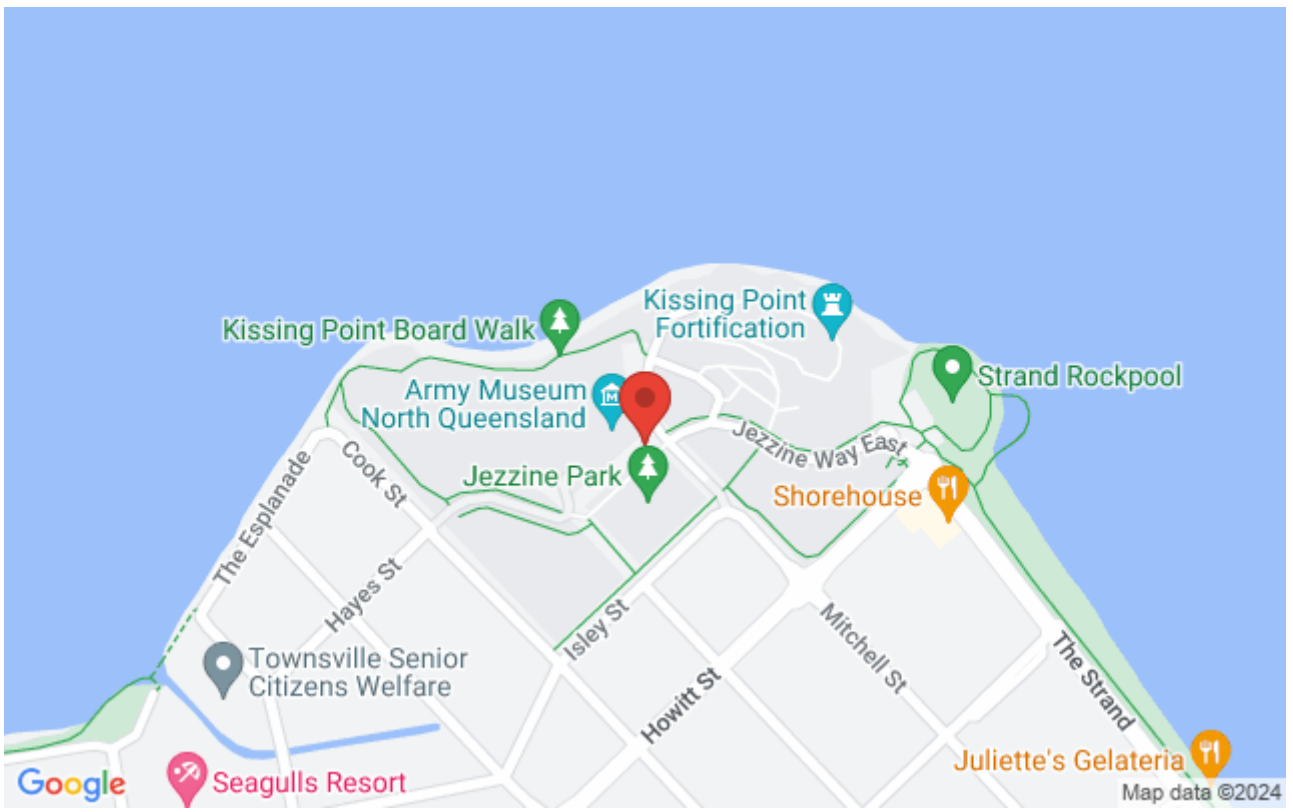 Kissing Point
Fortification
Kissing Point Board Walk
Strand Rockpool
Army Museum
North Queensland
Jezzine Way East
Cook St
Jezzine Park
Shorehouse
The Esplanade
Hayes St
Isley St
Mitchell St
Townsville Senior
Citizens Welfare
The Strand
Howitt St
Juliette's Gelateria
Google
Seagulls Resort
Map data ©2024